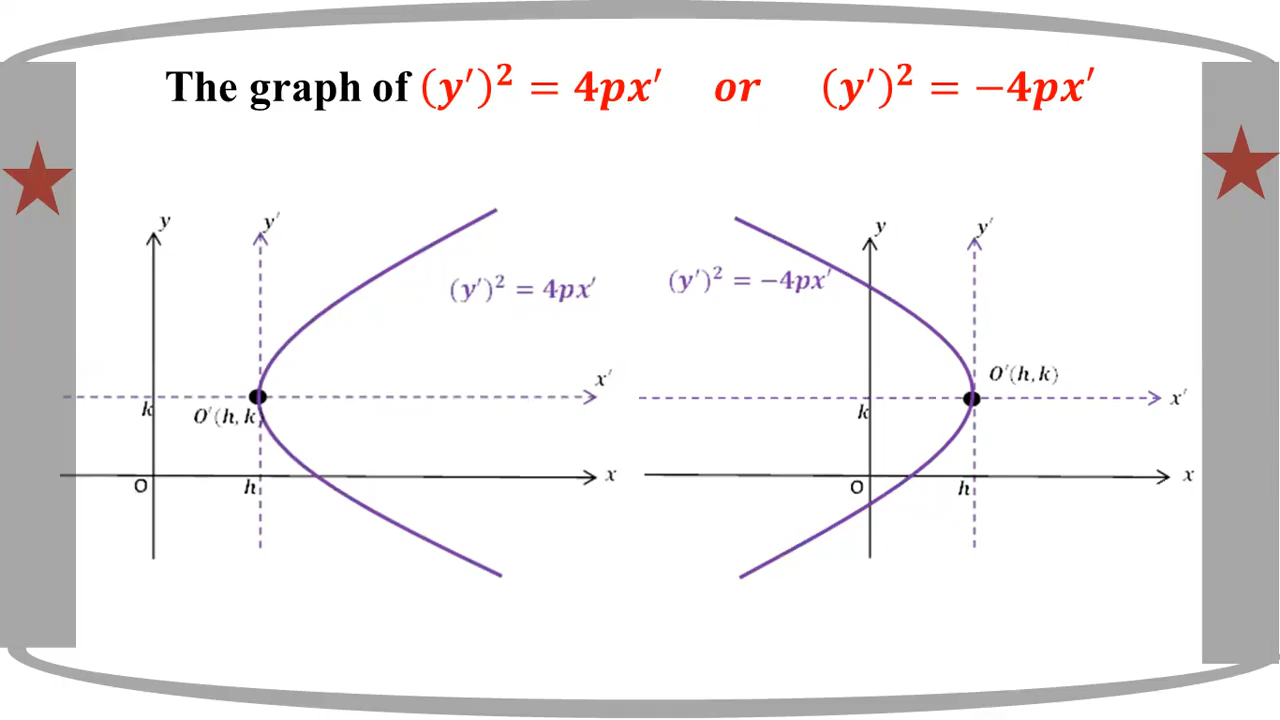 The graph of (y′)² = 4px′ or (y′)² = −4px′
y y′
(y′)² = 4px′
x′
k
O′(h, k)
x
O h
y y′
(y′)² = −4px′
O′(h, k)
x′
k
x
O h